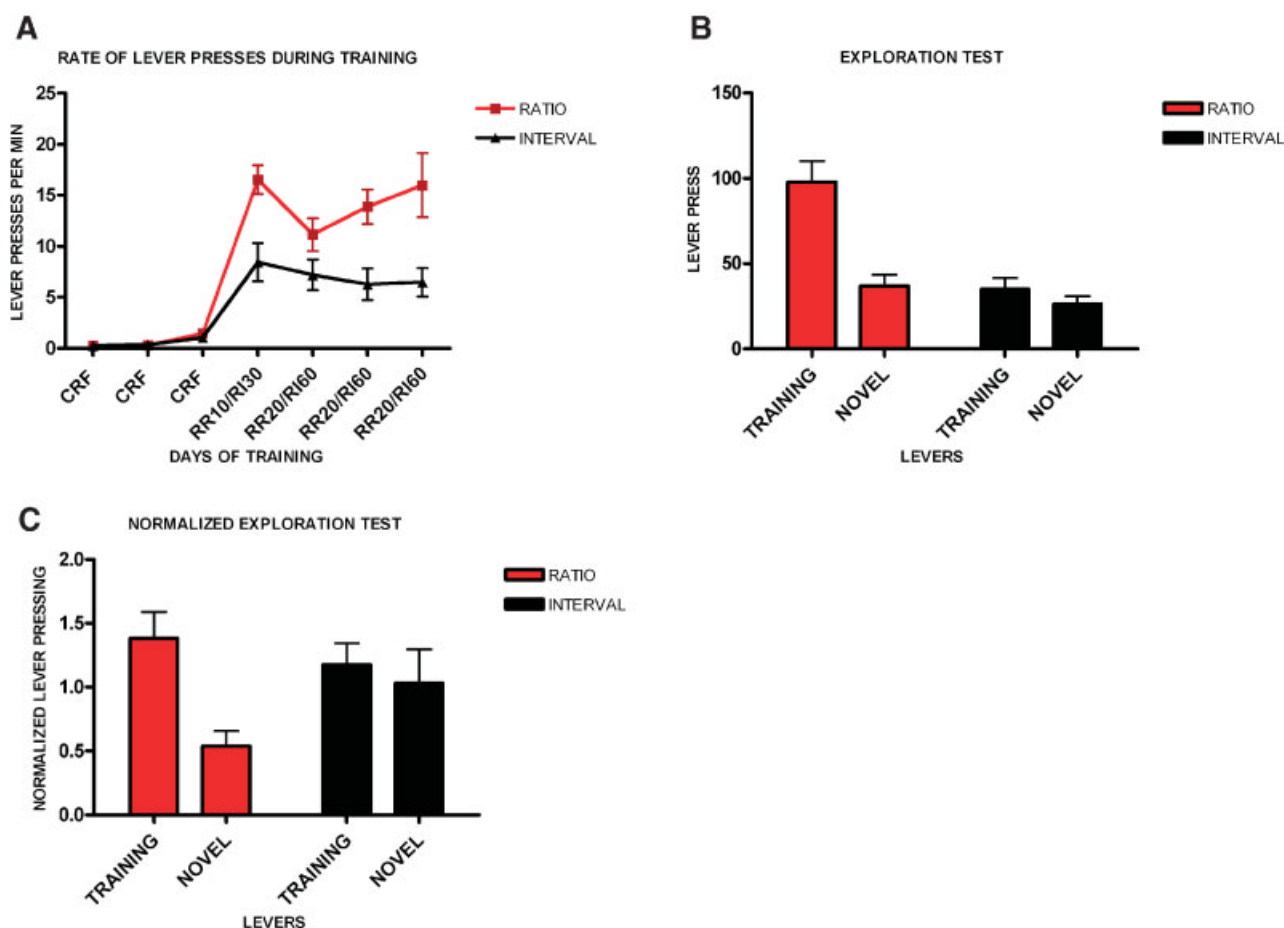 A
RATE OF LEVER PRESSES DURING TRAINING
LEVER PRESSES PER MIN
25
20
15
10
5
0
RATIO
INTERVAL
CRF
CRF
CRF
RR10/RI30
RR20/RI60
RR20/RI60
RR20/RI60
DAYS OF TRAINING
B
EXPLORATION TEST
LEVER PRESS
150
100
50
0
RATIO
INTERVAL
TRAINING
NOVEL
TRAINING
NOVEL
LEVERS
C
NORMALIZED EXPLORATION TEST
NORMALIZED LEVER PRESSING
2.0
1.5
1.0
0.5
0.0
RATIO
INTERVAL
TRAINING
NOVEL
TRAINING
NOVEL
LEVERS